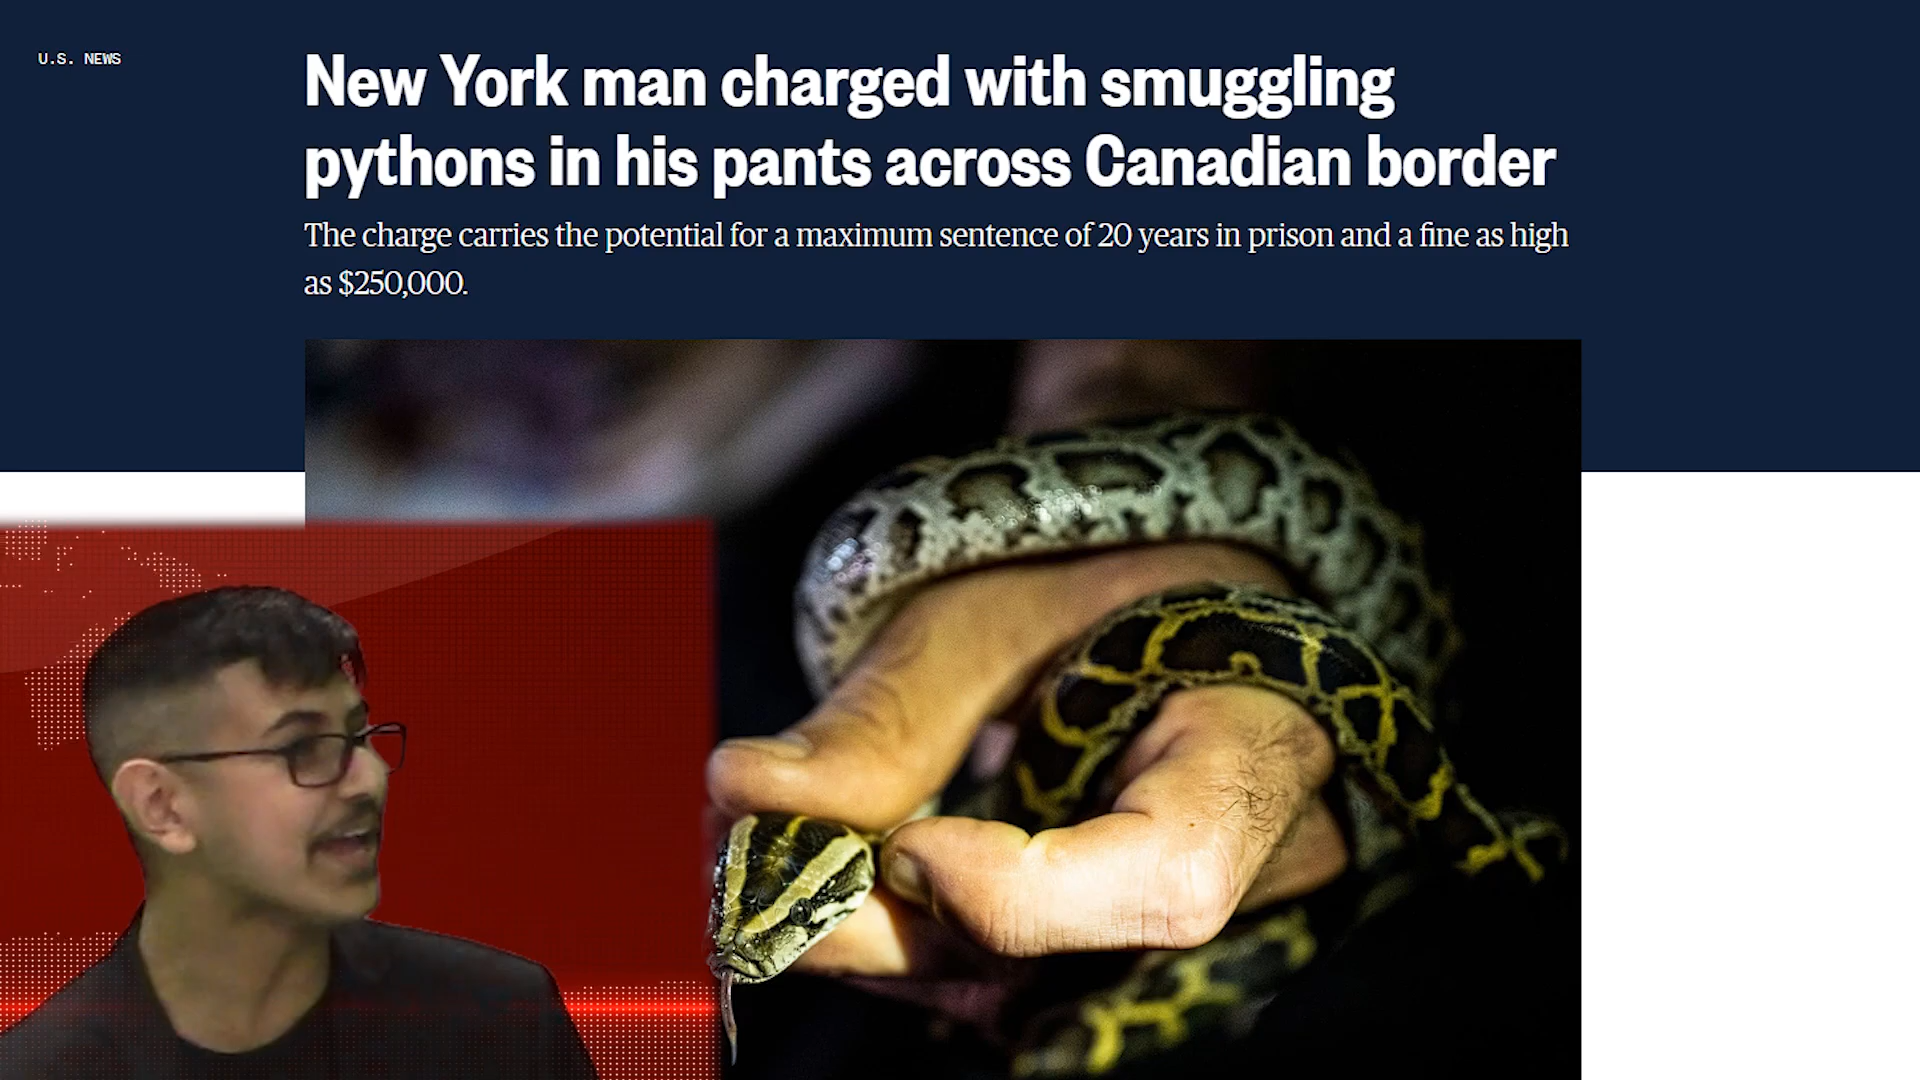 U.S. NEWS
New York man charged with smuggling
pythons in his pants across Canadian border
The charge carries the potential for a maximum sentence of 20 years in prison and a fine as high
as $250,000.